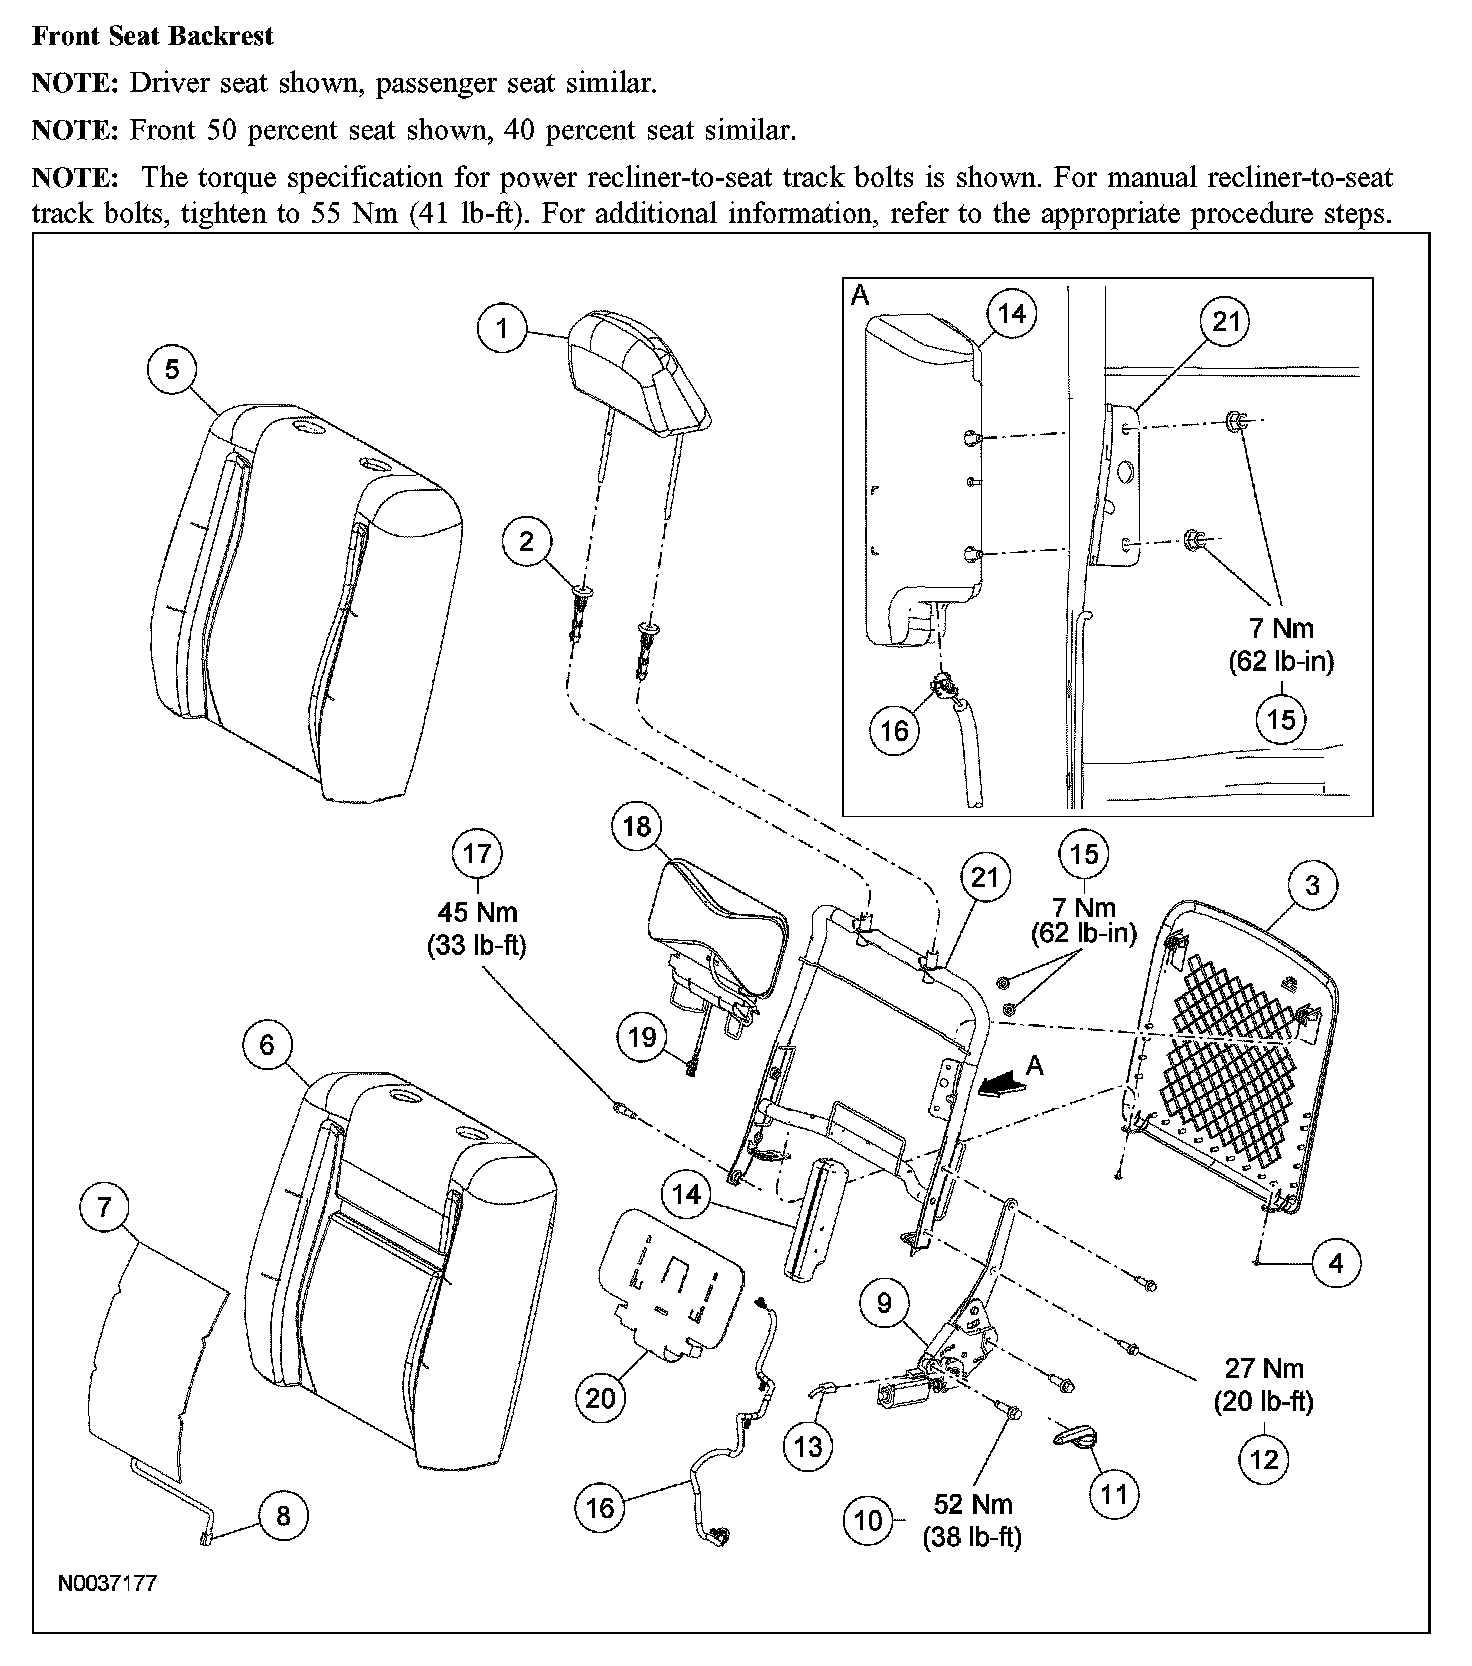 Front Seat Backrest
NOTE: Driver seat shown, passenger seat similar.
NOTE: Front 50 percent seat shown, 40 percent seat similar.
NOTE: The torque specification for power recliner-to-seat track bolts is shown. For manual recliner-to-seat
track bolts, tighten to 55 Nm (41 lb-ft). For additional information, refer to the appropriate procedure steps.
A
14
21
1
5
2
7 Nm
(62 lb-in)
15
16
18
17
45 Nm
(33 lb-ft)
21
15
7 Nm
(62 lb-in)
3
19
6
A
14
7
4
9
20
27 Nm
(20 lb-ft)
12
13
11
16
10
52 Nm
(38 lb-ft)
8
N0037177